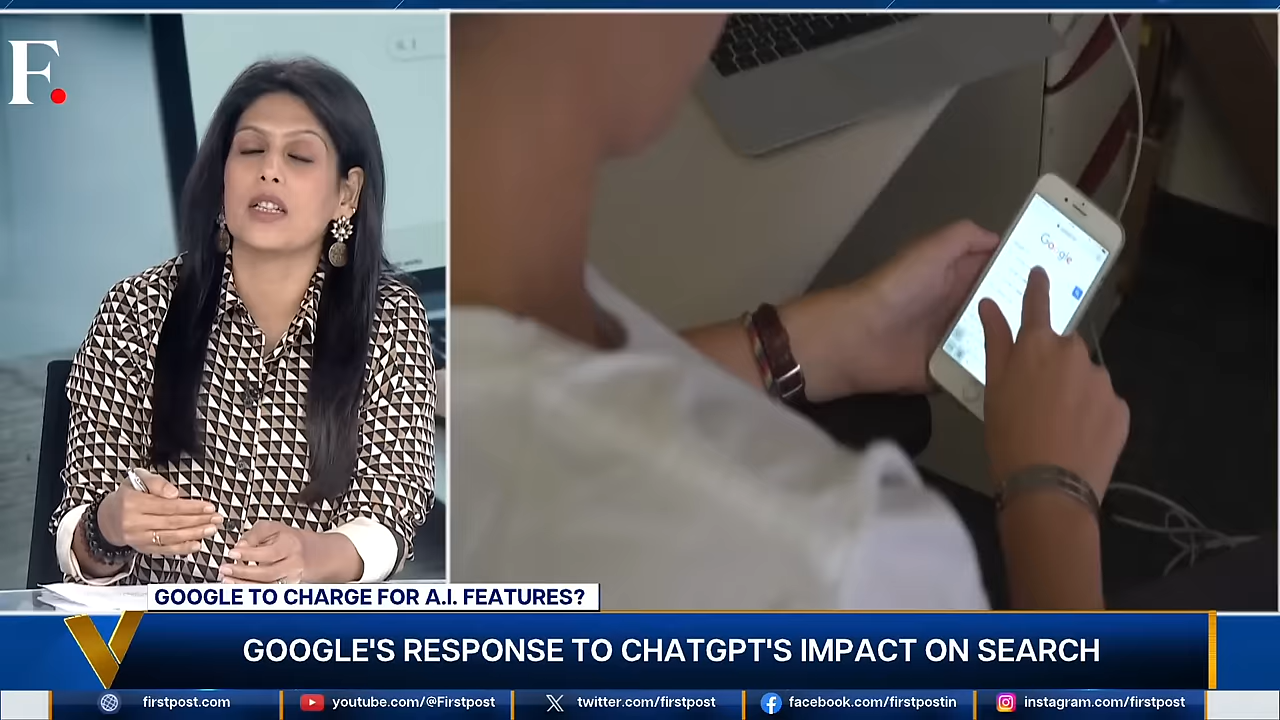 F.
Google
GOOGLE TO CHARGE FOR A.I. FEATURES?
GOOGLE'S RESPONSE TO CHATGPT'S IMPACT ON SEARCH
firstpost.com
youtube.com/@Firstpost
twitter.com/firstpost
facebook.com/firstpostin
instagram.com/firstpost